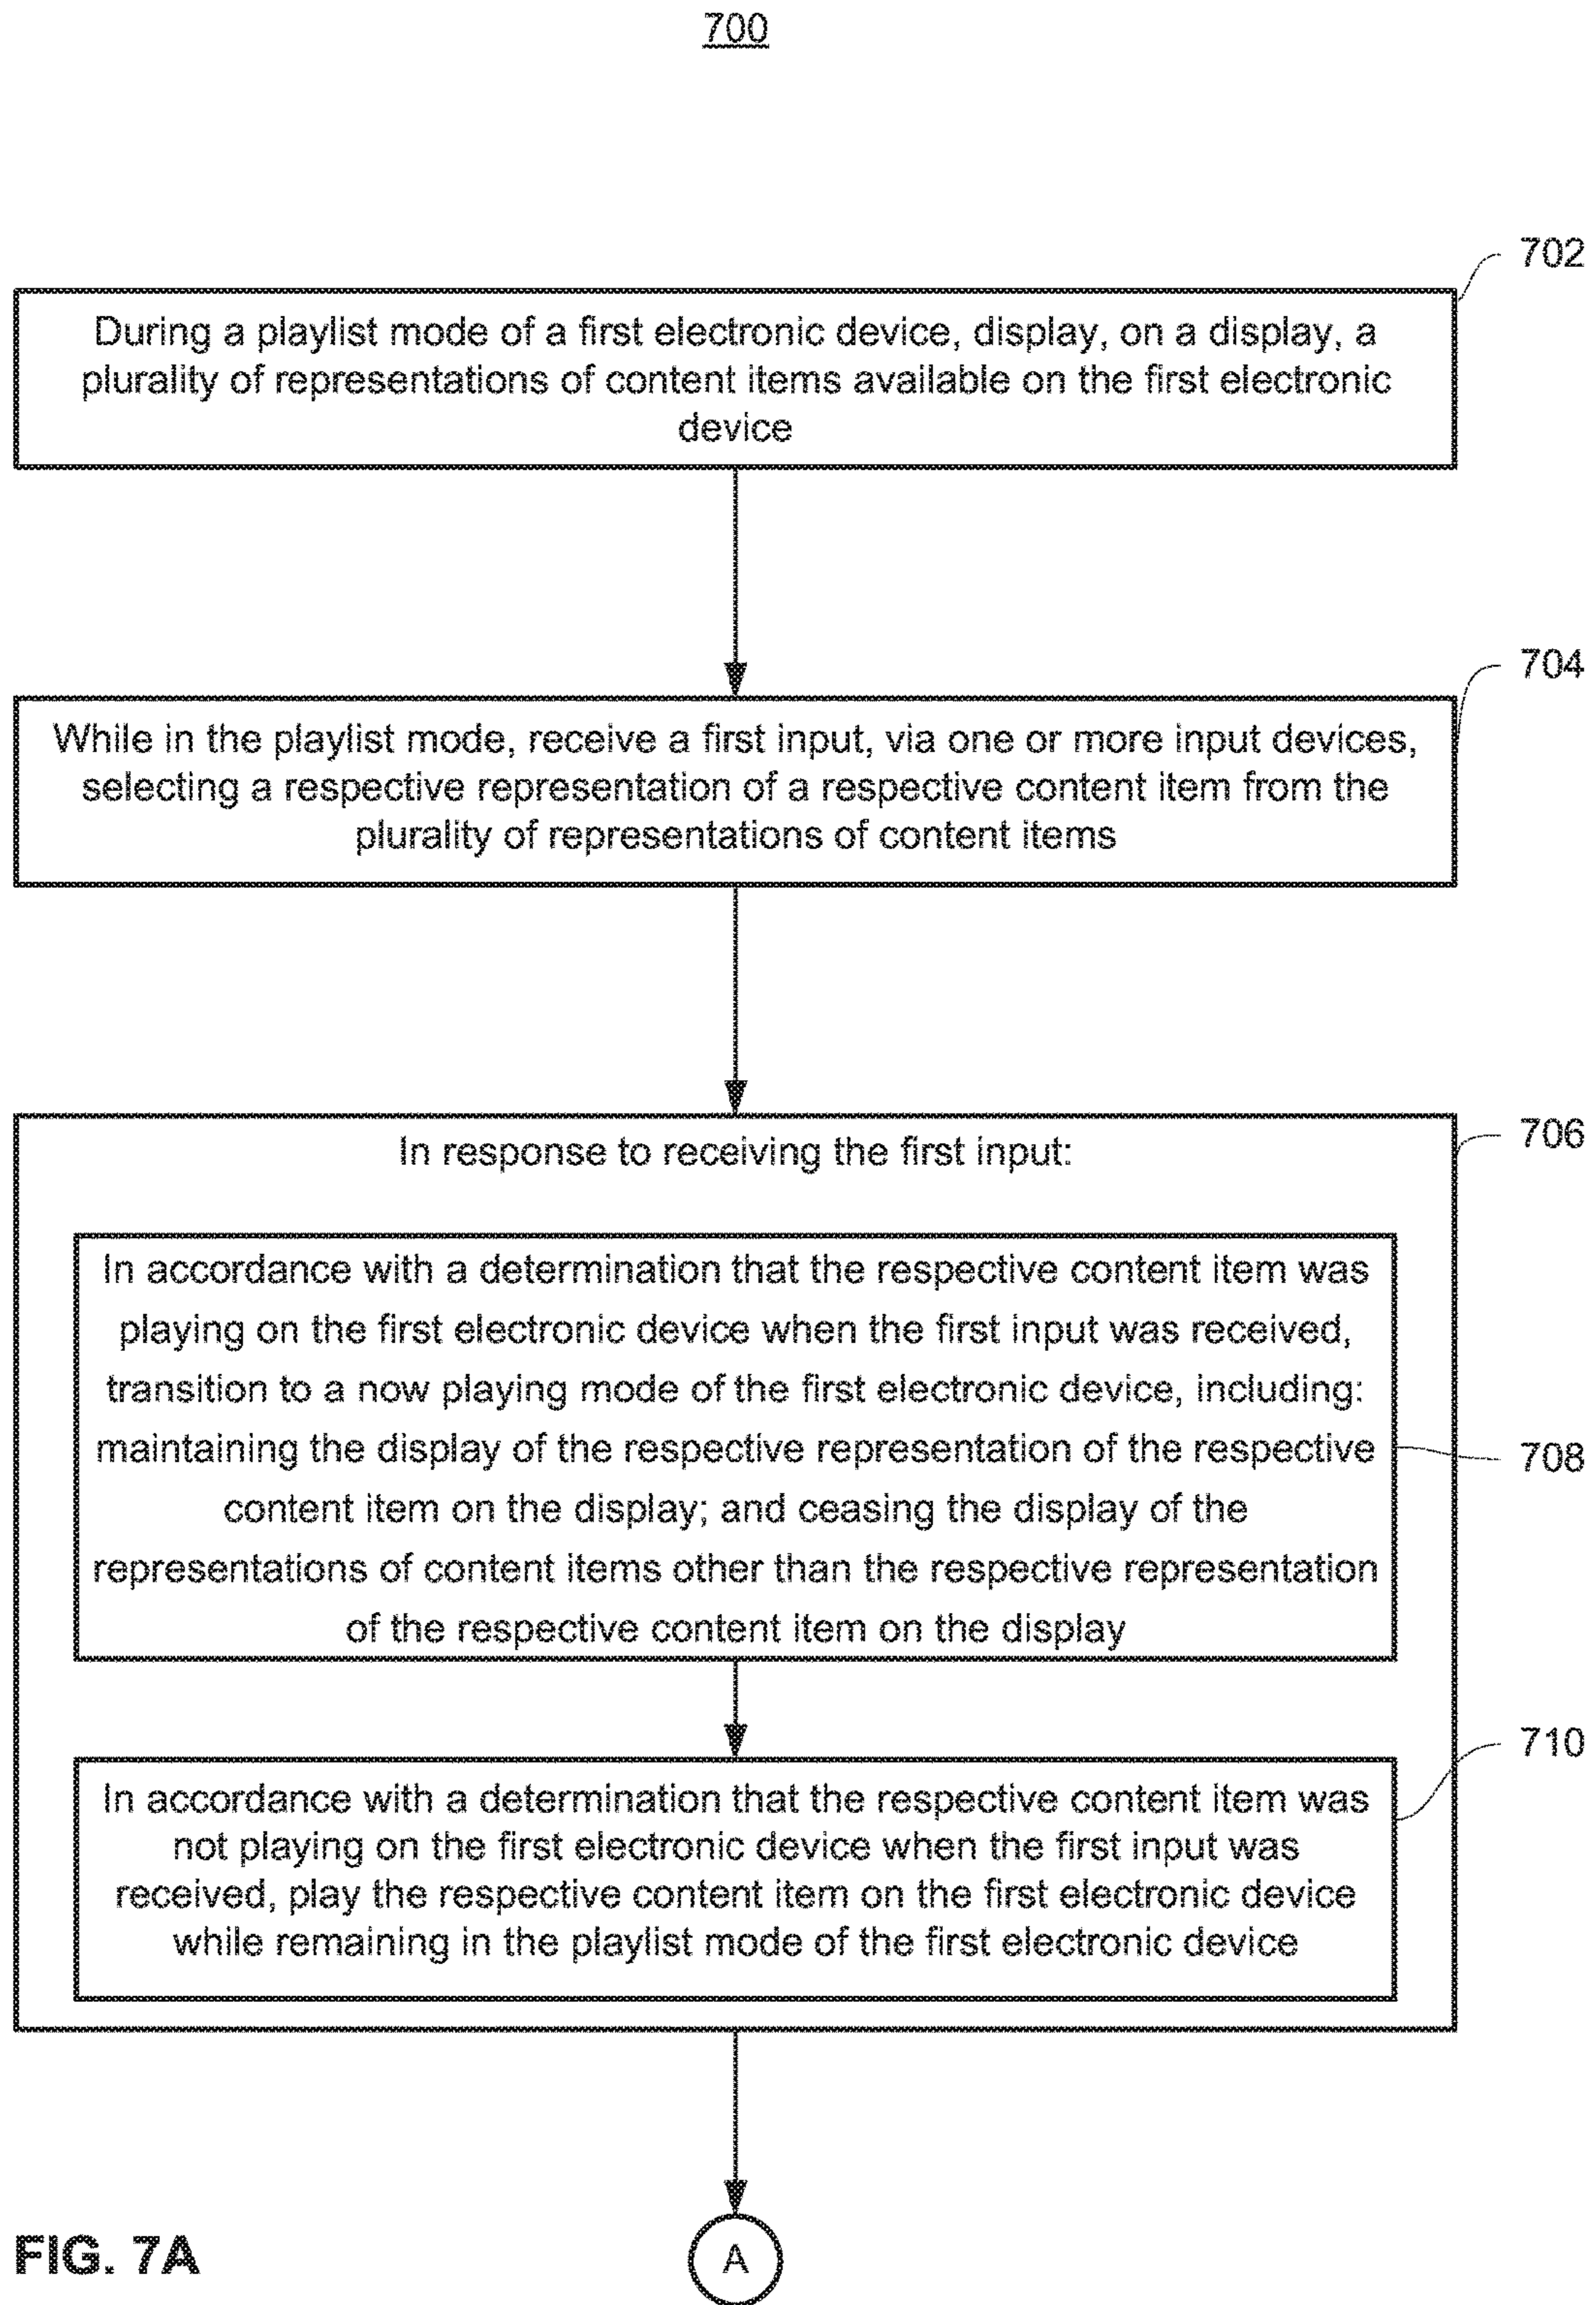 700
702
During a playlist mode of a first electronic device, display, on a display, a
plurality of representations of content items available on the first electronic
device
704
While in the playlist mode, receive a first input, via one or more input devices,
selecting a respective representation of a respective content item from the
plurality of representations of content items
706
In response to receiving the first input:
In accordance with a determination that the respective content item was
playing on the first electronic device when the first input was received,
transition to a now playing mode of the first electronic device, including:
maintaining the display of the respective representation of the respective
708
content item on the display; and ceasing the display of the
representations of content items other than the respective representation
of the respective content item on the display
710
In accordance with a determination that the respective content item was
not playing on the first electronic device when the first input was
received, play the respective content item on the first electronic device
while remaining in the playlist mode of the first electronic device
FIG. 7A
A